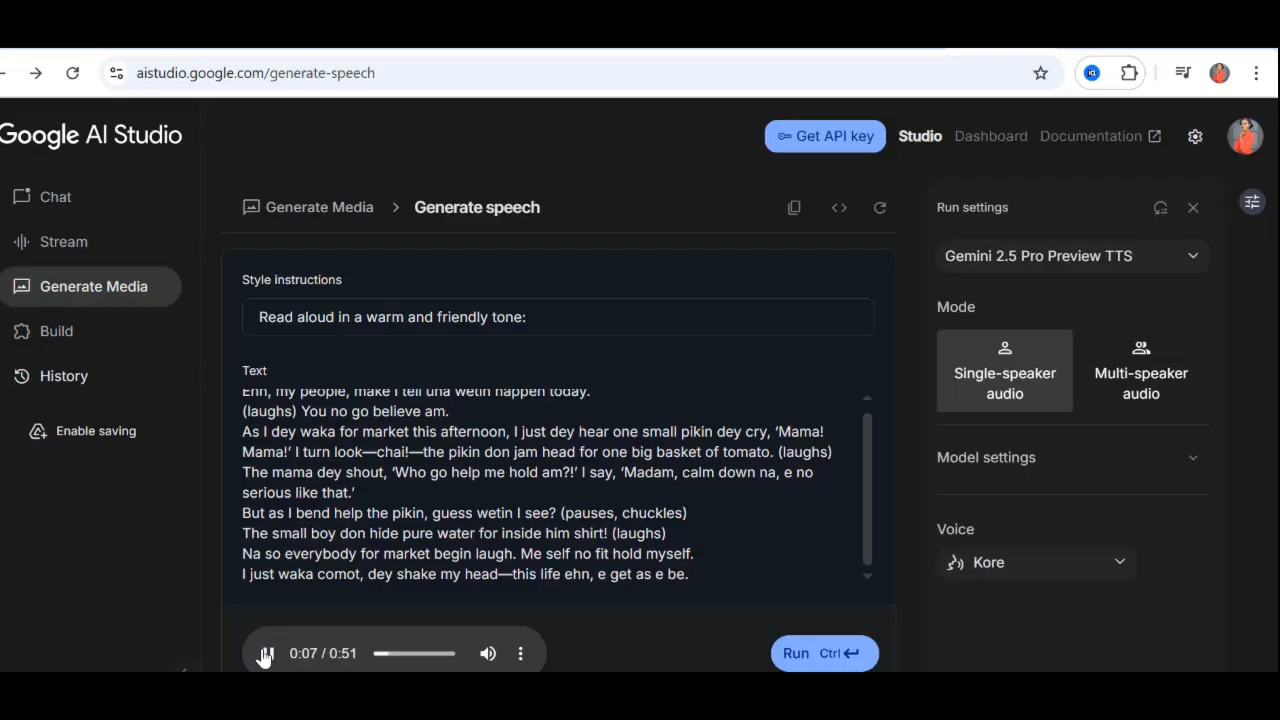 aistudio.google.com/generate-speech
Google AI Studio
Get API key
Studio
Dashboard
Documentation
Chat
Stream
Generate Media
Build
History
Enable saving
Generate Media > Generate speech
Style instructions
Read aloud in a warm and friendly tone:
Text
Ehn, my people, make I tell una wetin happen today.
(laughs) You no go believe am.
As I dey waka for market this afternoon, I just dey hear one small pikin dey cry, ‘Mama!
Mama!’ I turn look—chai!—the pikin don jam head for one big basket of tomato. (laughs)
The mama dey shout, ‘Who go help me hold am?!’ I say, ‘Madam, calm down na, e no
serious like that.’
But as I bend help the pikin, guess wetin I see? (pauses, chuckles)
The small boy don hide pure water for inside him shirt! (laughs)
Na so everybody for market begin laugh. Me self no fit hold myself.
I just waka comot, dey shake my head—this life ehn, e get as e be.
0:07 / 0:51
Run Ctrl
Run settings
Gemini 2.5 Pro Preview TTS
Mode
Single-speaker
audio
Multi-speaker
audio
Model settings
Voice
Kore